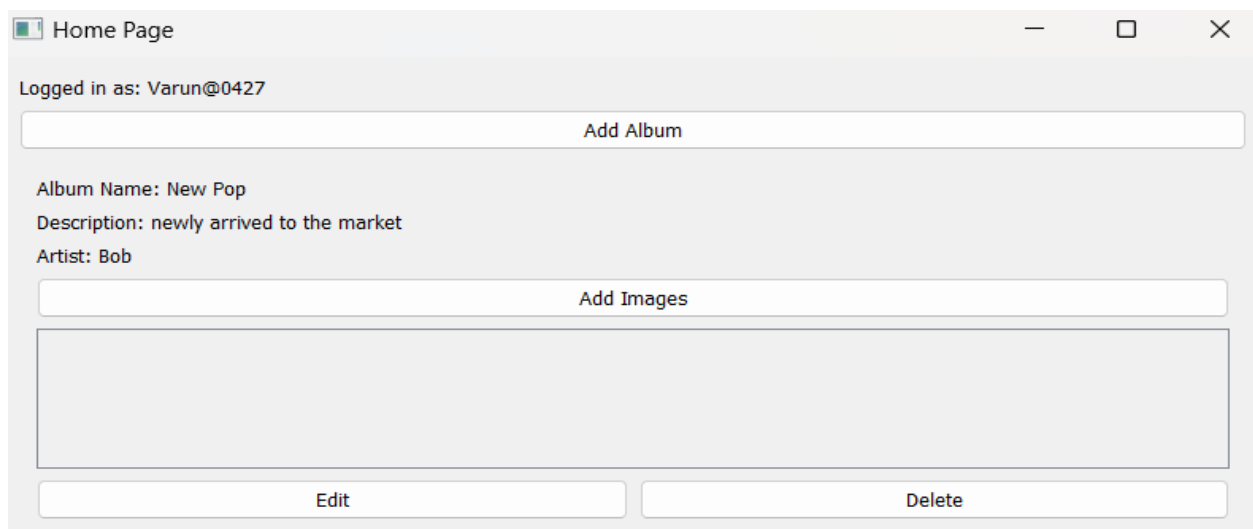 Home Page
Logged in as: Varun@0427
Add Album
Album Name: New Pop
Description: newly arrived to the market
Artist: Bob
Add Images
Edit Delete